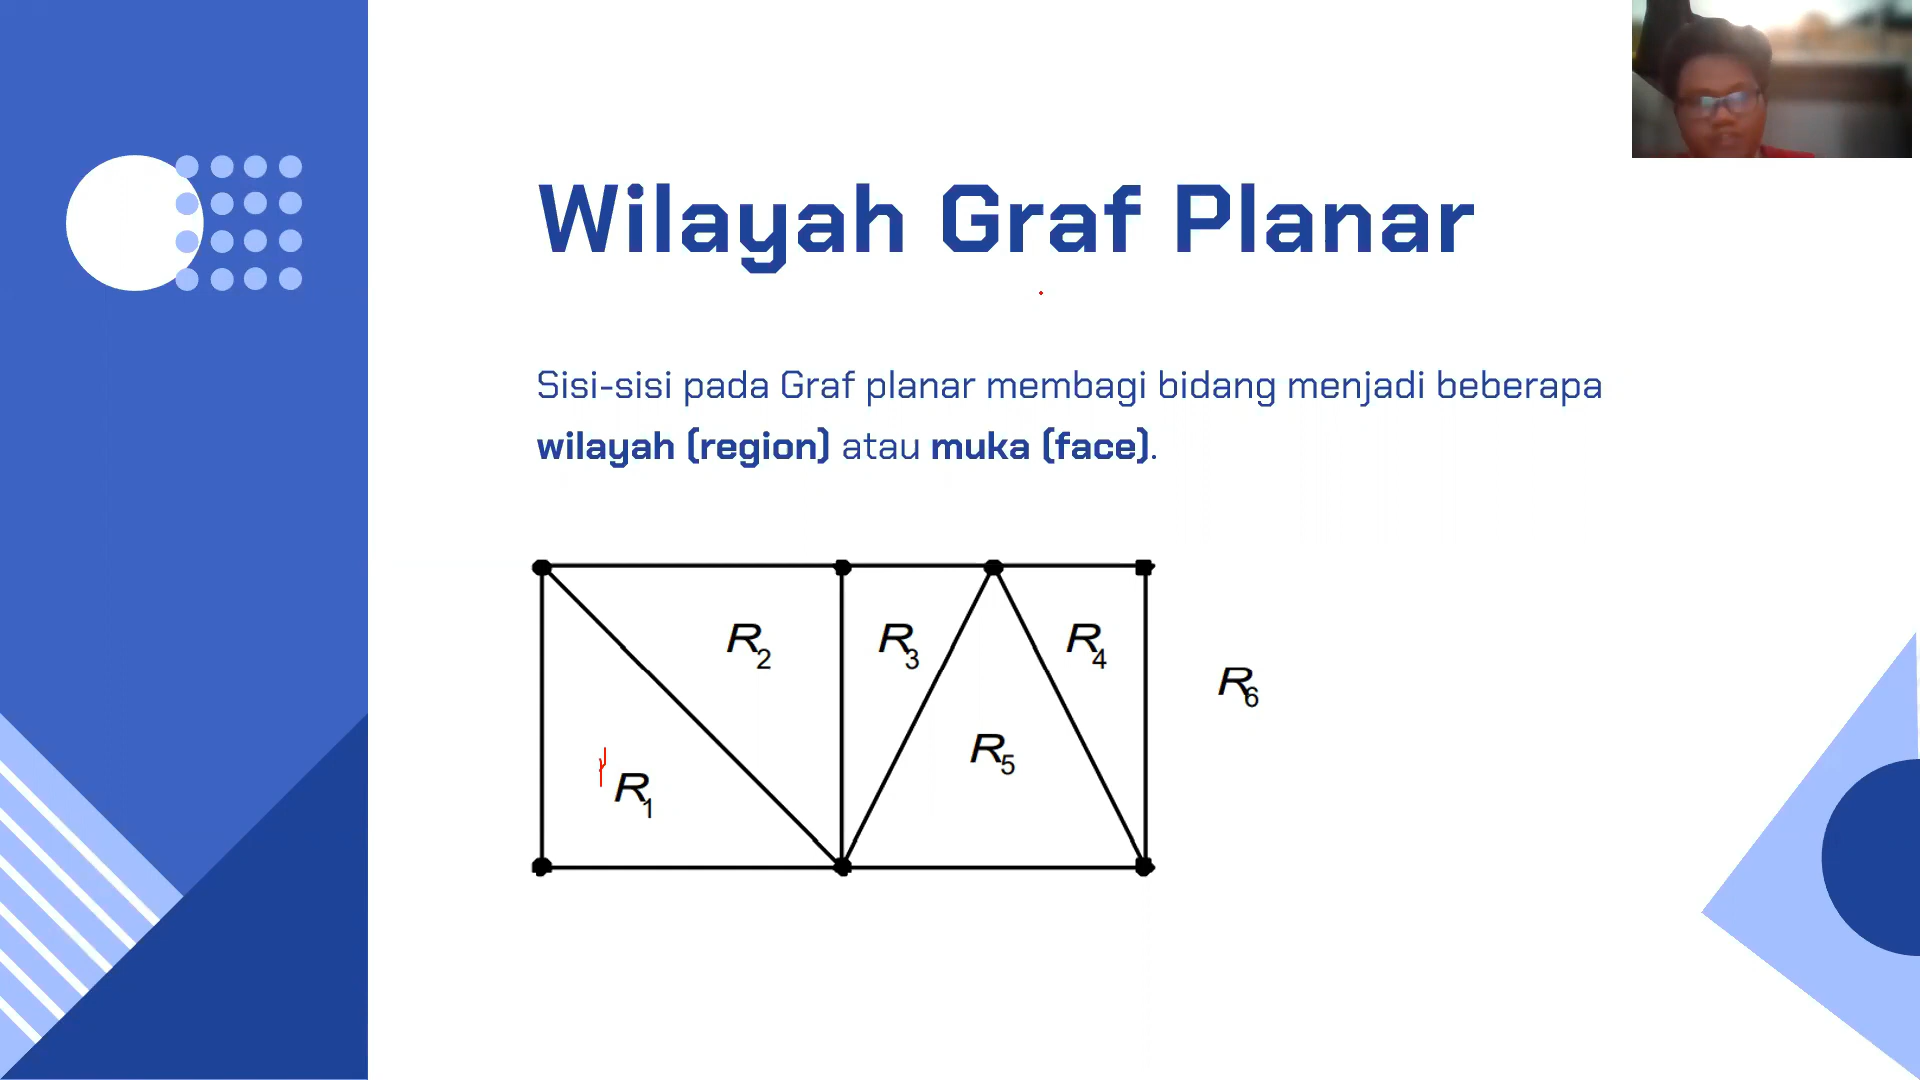 Wilayah Graf Planar
Sisi-sisi pada Graf planar membagi bidang menjadi beberapa
wilayah (region) atau muka (face).
R2
R3
R4
R6
R5
R1